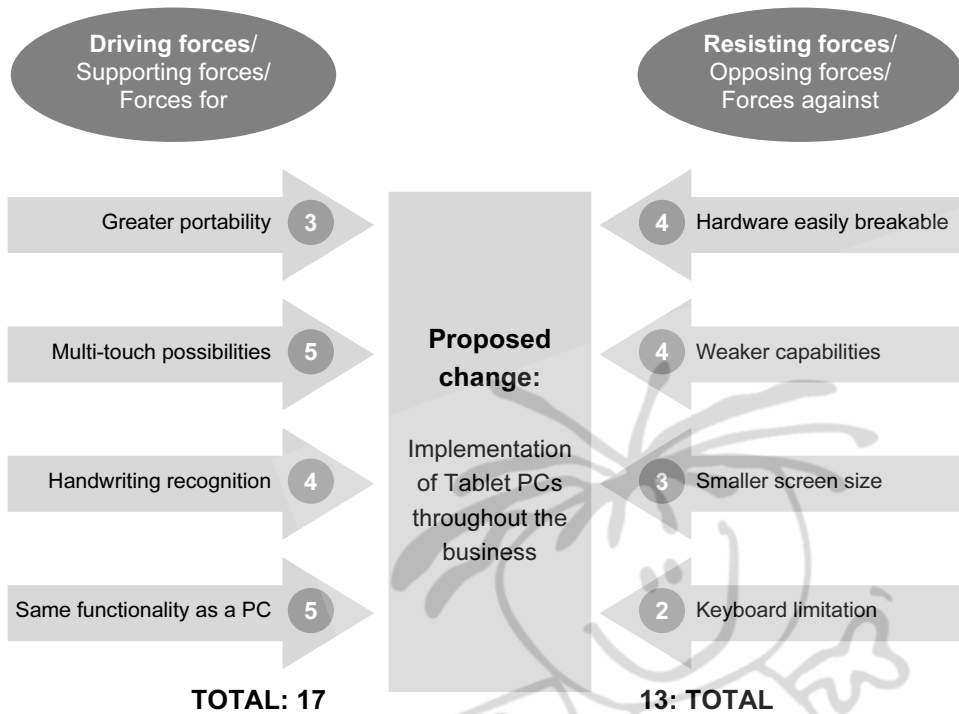 Driving forces/
Supporting forces/
Forces for
Resisting forces/
Opposing forces/
Forces against
Greater portability 3
Multi-touch possibilities 5
Handwriting recognition 4
Same functionality as a PC 5
TOTAL: 17
Proposed
change:
Implementation
of Tablet PCs
throughout the
business
4 Hardware easily breakable
4 Weaker capabilities
3 Smaller screen size
2 Keyboard limitation
13: TOTAL